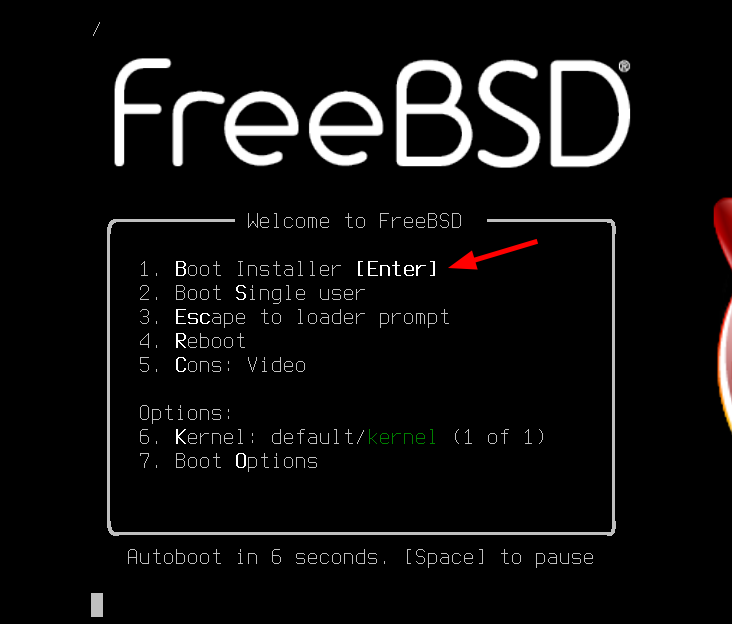 /
FreeBSD®
Welcome to FreeBSD
1. Boot Installer [Enter]
2. Boot Single user
3. Escape to loader prompt
4. Reboot
5. Cons: Video
Options:
6. Kernel: default/kernel (1 of 1)
7. Boot Options
Autoboot in 6 seconds. [Space] to pause